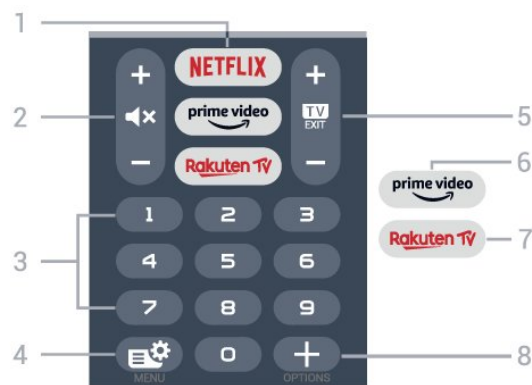 1
+
NETFLIX
+
2
prime video
TV
EXIT
5
-
Rakuten TV
-
6
prime video
Rakuten TV
7
3
1 2 3
4 5 6
7 8 9
4
0
+
8
MENU
OPTIONS